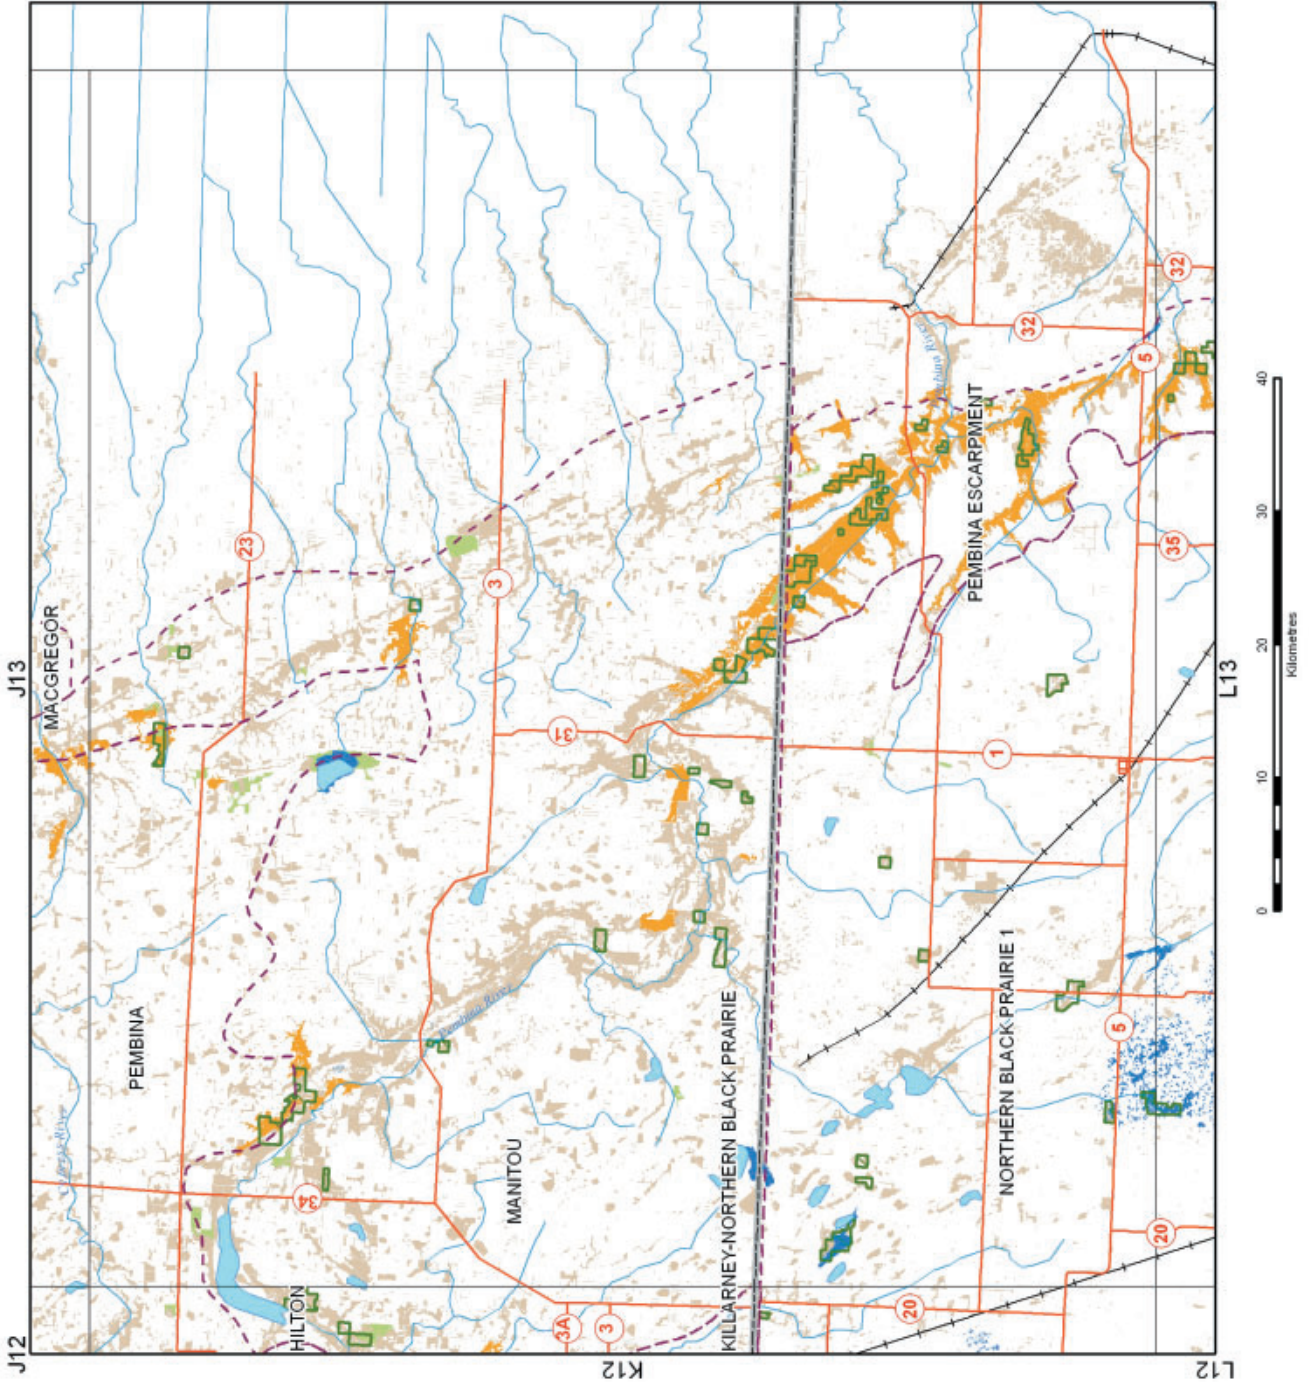 J13
J12
MACGREGOR
23
PEMBINA
Cypress River
3
34
HILTON
31
Pembina River
MANITOU
3A
3
K12
KILLARNEY-NORTHERN BLACK PRAIRIE
PEMBINA ESCARPMENT
32
32
5
35
1
NORTHERN BLACK PRAIRIE 1
5
20
20
L13
L12
0 10 20 30 40
Kilometres